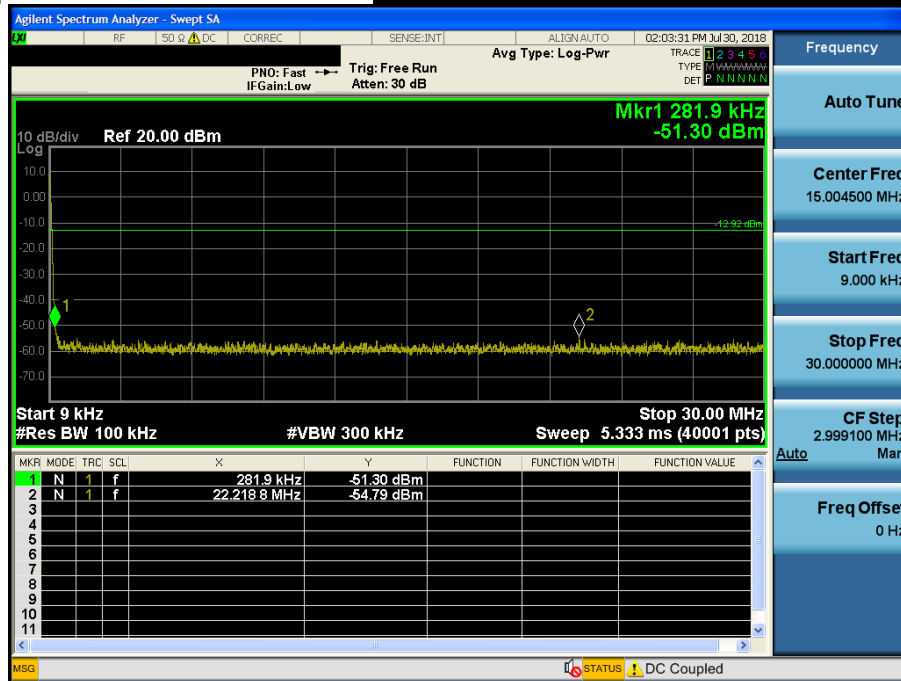 Agilent Spectrum Analyzer - Swept SA
LXI RF 50 Ω DC CORREC SENSE:INT ALIGN AUTO 02:03:31 PM Jul 30, 2018
PNO: Fast
IFGain:Low
Trig: Free Run
Atten: 30 dB
Avg Type: Log-Pwr
TRACE 1 2 3 4 5 6
TYPE M WWWWW
DET P N N N N N
Mkr1 281.9 kHz
-51.30 dBm
10 dB/div Ref 20.00 dBm
Log
10.0
0.00
-10.0
-12.92 dBm
-20.0
-30.0
-40.0
1
2
-50.0
-60.0
-70.0
Start 9 kHz Stop 30.00 MHz
#Res BW 100 kHz #VBW 300 kHz Sweep 5.333 ms (40001 pts)
MKR MODE TRC SCL X Y FUNCTION FUNCTION WIDTH FUNCTION VALUE
1 N 1 f 281.9 kHz -51.30 dBm
2 N 1 f 22.218 8 MHz -54.79 dBm
3
4
5
6
7
8
9
10
11
MSG STATUS DC Coupled
Frequency
Auto Tune
Center Freq
15.004500 MHz
Start Freq
9.000 kHz
Stop Freq
30.000000 MHz
CF Step
2.999100 MHz
Auto Man
Freq Offset
0 Hz